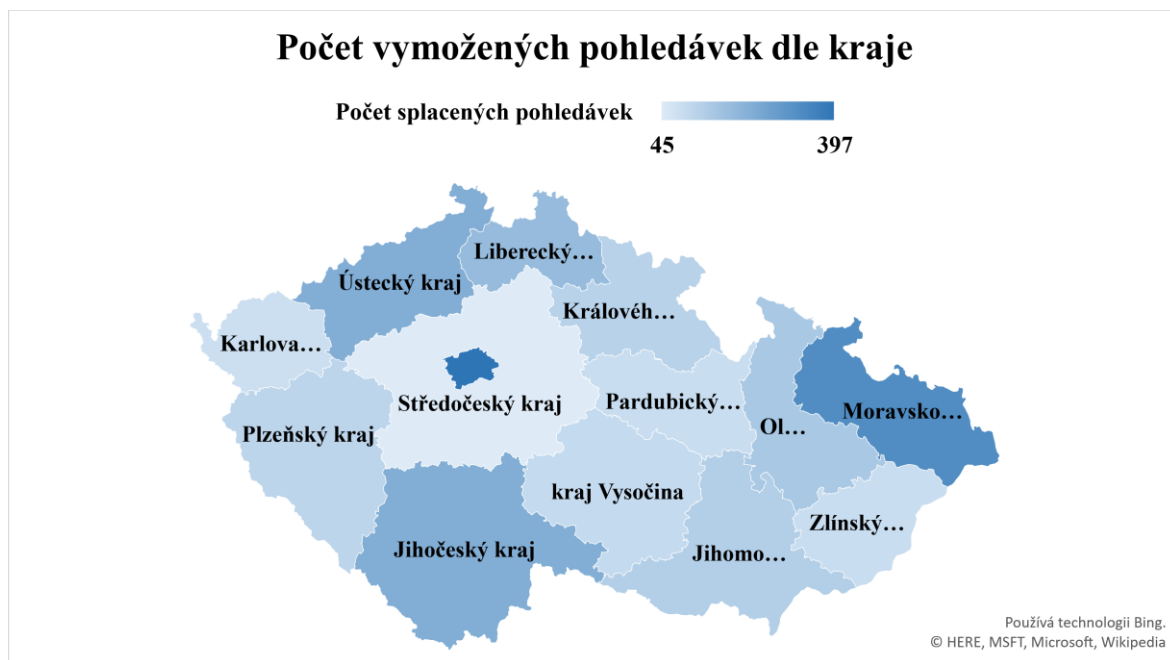 Počet vymožených pohledávek dle kraje
Počet splacených pohledávek
45 397
Liberecký…
Ústecký kraj
Královéh…
Karlova…
Středočeský kraj
Pardubický…
Moravsko…
Ol…
Plzeňský kraj
kraj Vysočina
Zlínský…
Jihočeský kraj
Jihomo…
Používá technologii Bing.
© HERE, MSFT, Microsoft, Wikipedia